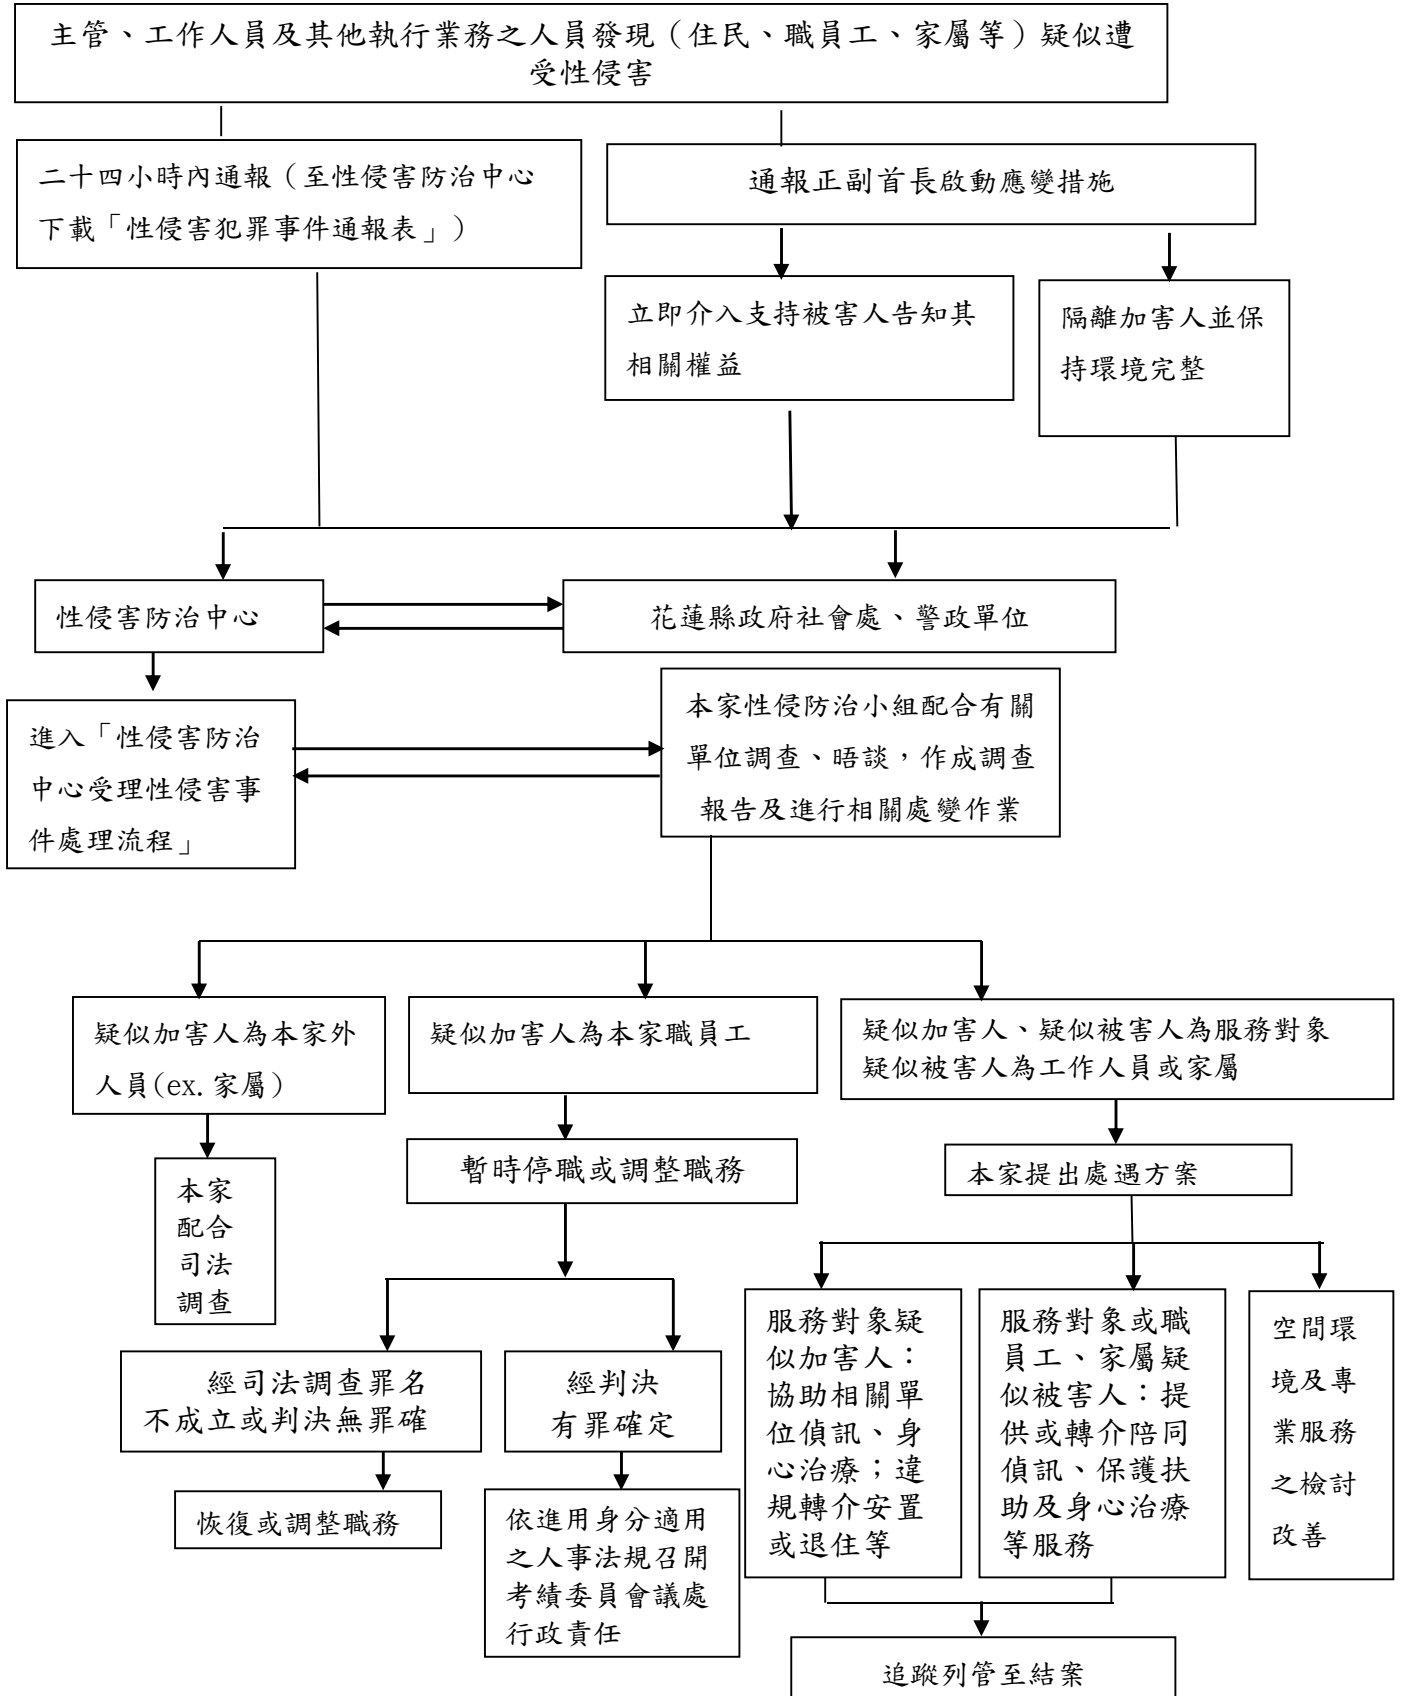 主管、工作人員及其他執行業務之人員發現（住民、職員工、家屬等）疑似遭
受性侵害
二十四小時內通報（至性侵害防治中心
下載「性侵害犯罪事件通報表」）
通報正副首長啟動應變措施
立即介入支持被害人告知其
相關權益
隔離加害人並保
持環境完整
性侵害防治中心
花蓮縣政府社會處、警政單位
進入「性侵害防治
中心受理性侵害事
件處理流程」
本家性侵防治小組配合有關
單位調查、晤談，作成調查
報告及進行相關處變作業
疑似加害人為本家外
人員(ex.家屬)
疑似加害人為本家職員工
疑似加害人、疑似被害人為服務對象
疑似被害人為工作人員或家屬
本家
配合
司法
調查
暫時停職或調整職務
本家提出處遇方案
經司法調查罪名
不成立或判決無罪確
經判決
有罪確定
恢復或調整職務
依進用身分適用
之人事法規召開
考績委員會議處
行政責任
服務對象疑
似加害人：
協助相關單
位偵訊、身
心治療；違
規轉介安置
或退住等
服務對象或職
員工、家屬疑
似被害人：提
供或轉介陪同
偵訊、保護扶
助及身心治療
等服務
空間環
境及專
業服務
之檢討
改善
追蹤列管至結案